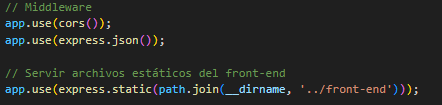 // Middleware
app.use(cors());
app.use(express.json());
// Servir archivos estáticos del front-end
app.use(express.static(path.join(__dirname, '../front-end')));